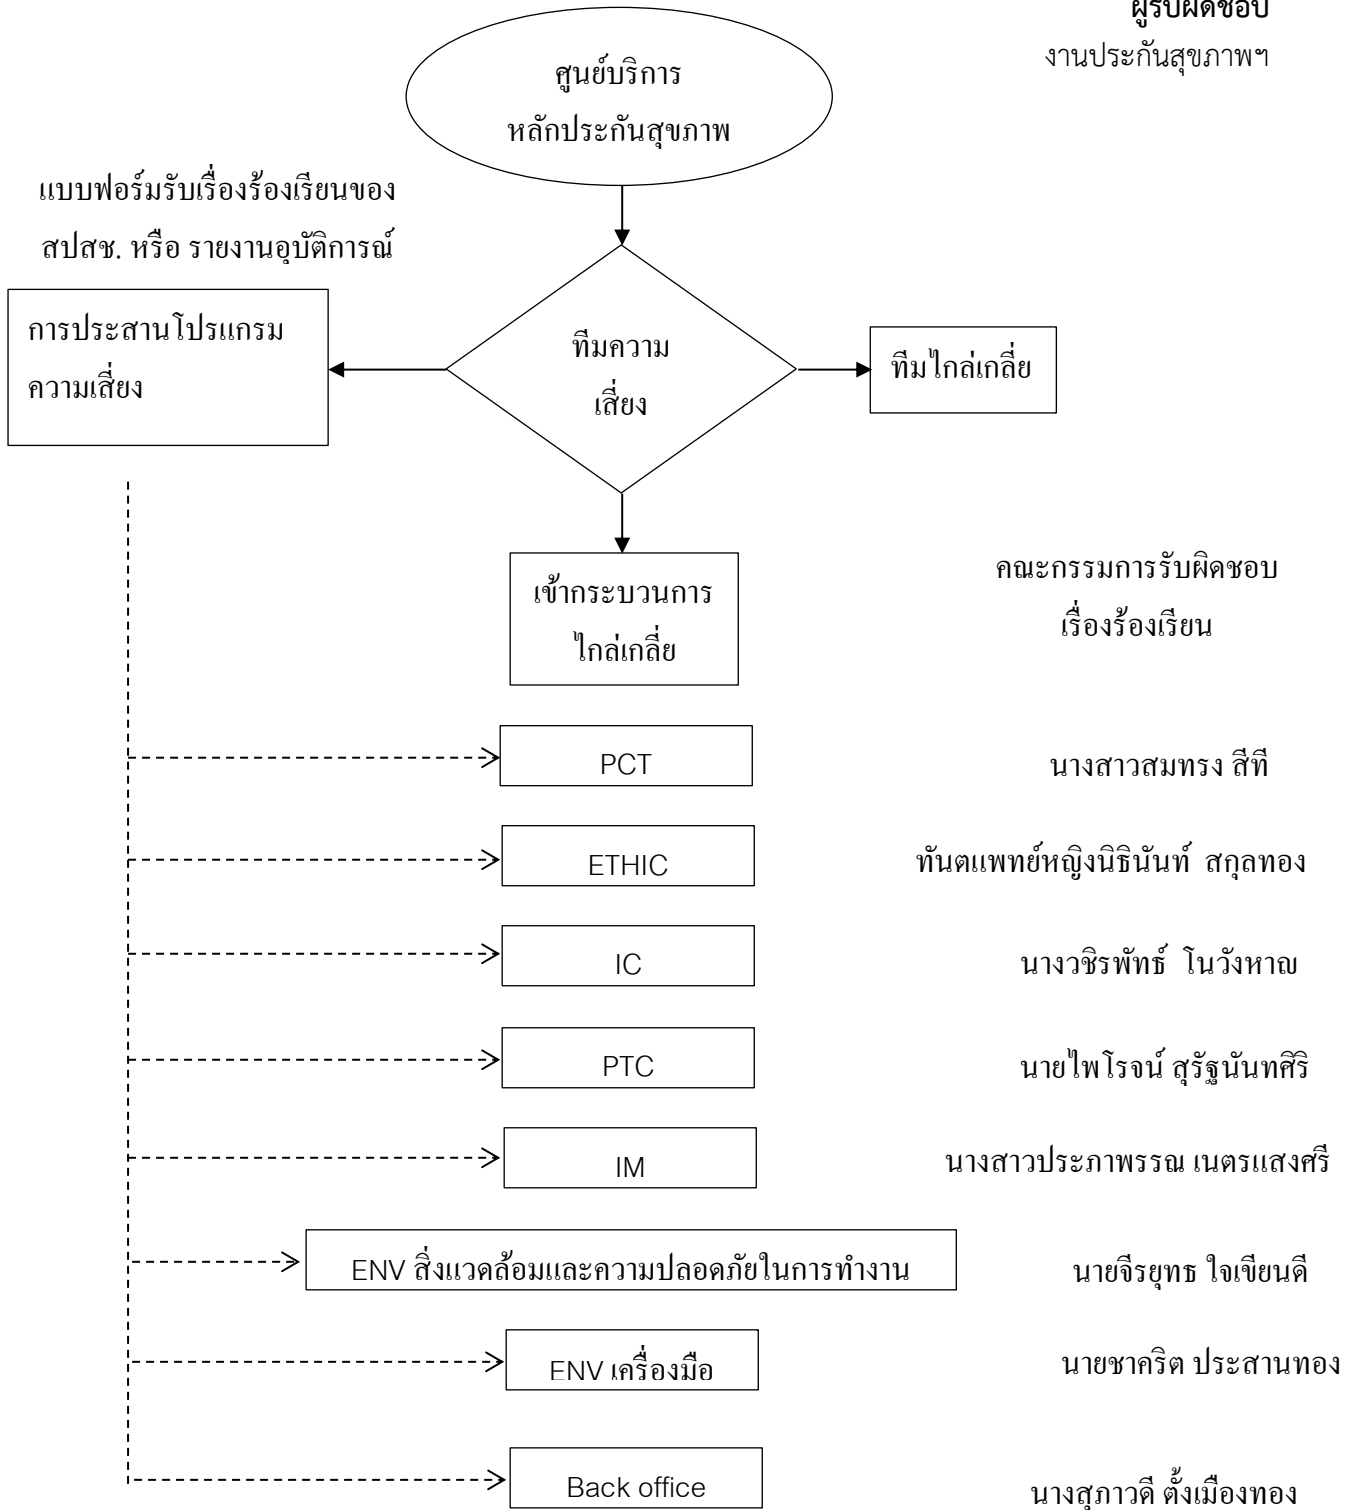 ผู้รับผิดชอบ
งานประกันสุขภาพฯ
ศูนย์บริการ
หลักประกันสุขภาพ
แบบฟอร์มรับเรื่องร้องเรียนของ
สปสช. หรือ รายงานอุบัติการณ์
การประสานโปรแกรม
ความเสี่ยง
ทีมความ
เสี่ยง
ทีมไกล่เกลี่ย
เข้ากระบวนการ
ไกล่เกลี่ย
คณะกรรมการรับผิดชอบ
เรื่องร้องเรียน
PCT
นางสาวสมทรง สีที
ETHIC
ทันตแพทย์หญิงนิธินันท์ สกุลทอง
IC
นางวชิรพัทธ์ โนวังหาญ
PTC
นายไพโรจน์ สุรัฐนันทศิริ
IM
นางสาวประภาพรรณ เนตรแสงศรี
ENV สิ่งแวดล้อมและความปลอดภัยในการทำงาน
นายจีรยุทธ ใจเขียนดี
ENV เครื่องมือ
นายชาคริต ประสานทอง
Back office
นางสุภาวดี ตั้งเมืองทอง